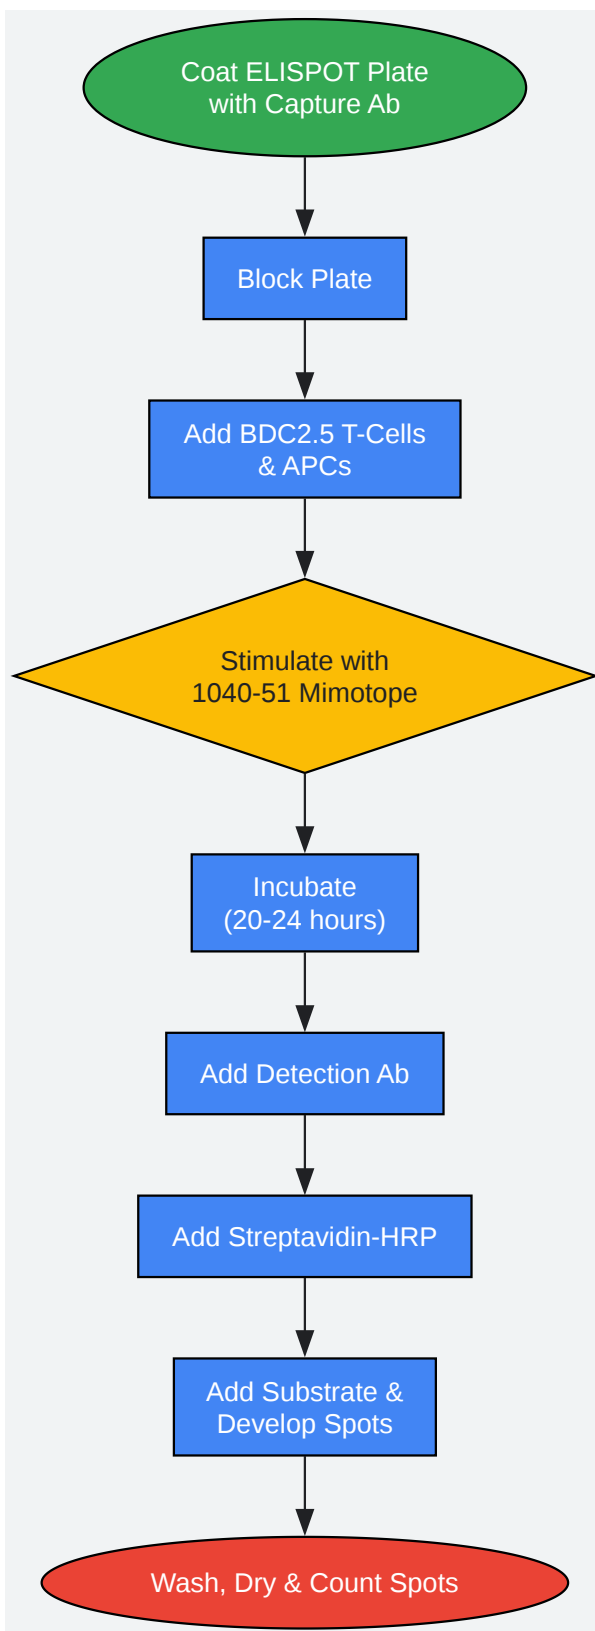 Coat ELISPOT Plate
with Capture Ab
Block Plate
Add BDC2.5 T-Cells
& APCs
Stimulate with
1040-51 Mimotope
Incubate
(20-24 hours)
Add Detection Ab
Add Streptavidin-HRP
Add Substrate &
Develop Spots
Wash, Dry & Count Spots